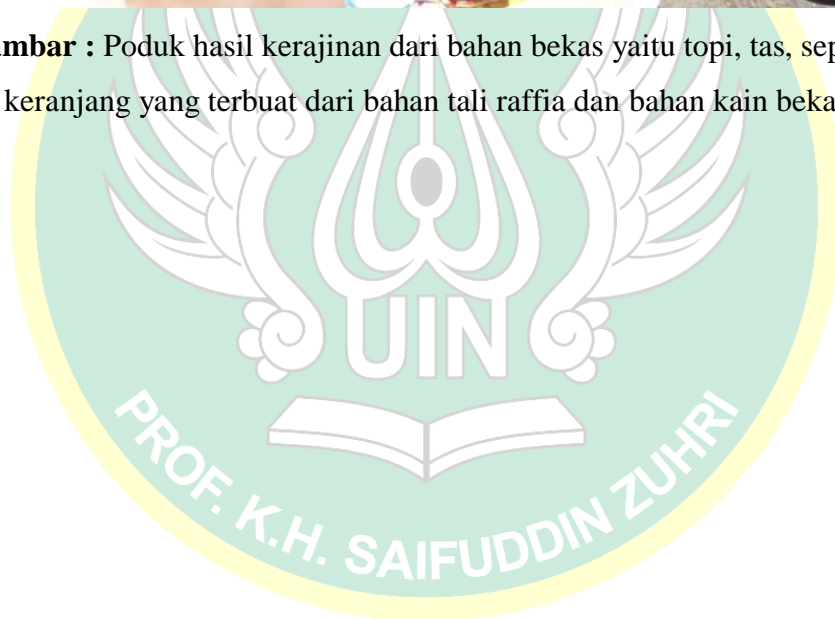 mbar : Poduk hasil kerajinan dari bahan bekas yaitu topi, tas, sep
keranjang yang terbuat dari bahan tali raffia dan bahan kain beka
UIN
PROF. K.H. SAIFUDDIN ZUHRI